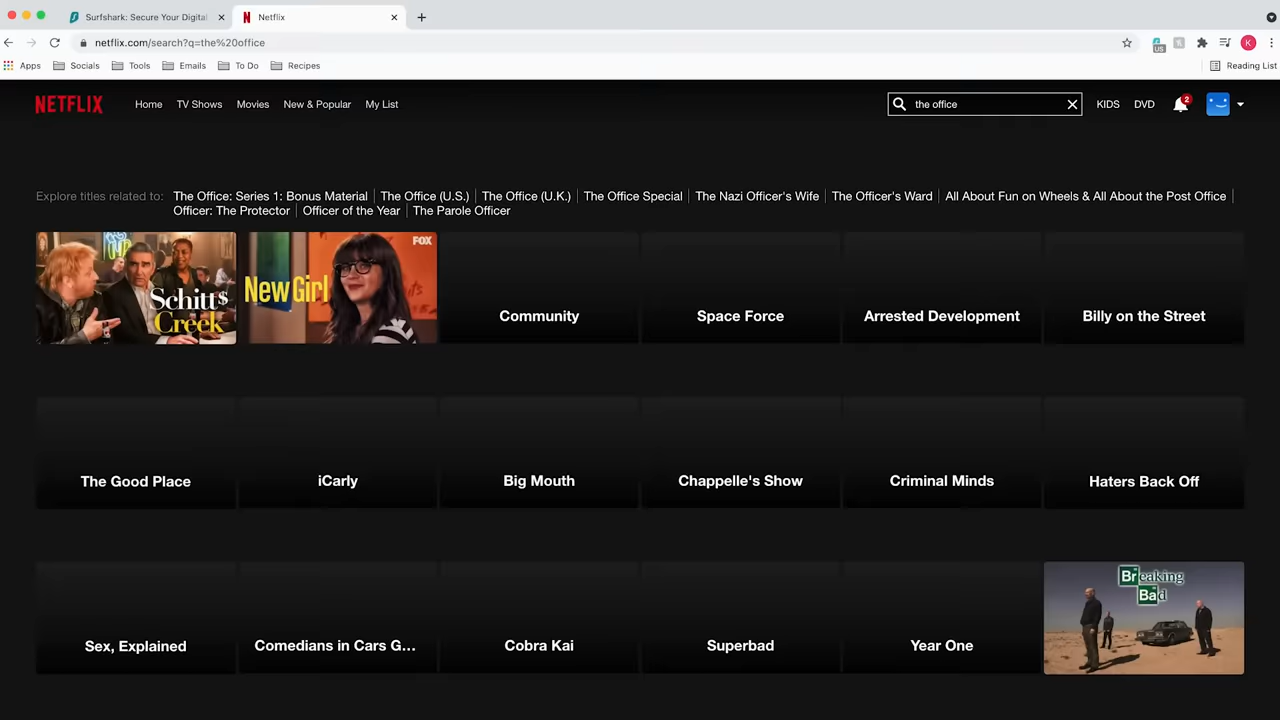 Surfshark: Secure Your Digital
Netflix
netflix.com/search?q=the%20office
US
K
Apps
Socials
Tools
Emails
To Do
Recipes
Reading List
NETFLIX
Home
TV Shows
Movies
New & Popular
My List
the office
KIDS
DVD
2
Explore titles related to:
The Office: Series 1: Bonus Material | The Office (U.S.) | The Office (U.K.) | The Office Special | The Nazi Officer's Wife | The Officer's Ward | All About Fun on Wheels & All About the Post Office |
Officer: The Protector | Officer of the Year | The Parole Officer
Schitt$
Creek
New Girl
FOX
Community
Space Force
Arrested Development
Billy on the Street
The Good Place
iCarly
Big Mouth
Chappelle's Show
Criminal Minds
Haters Back Off
Sex, Explained
Comedians in Cars G...
Cobra Kai
Superbad
Year One
Breaking
Bad